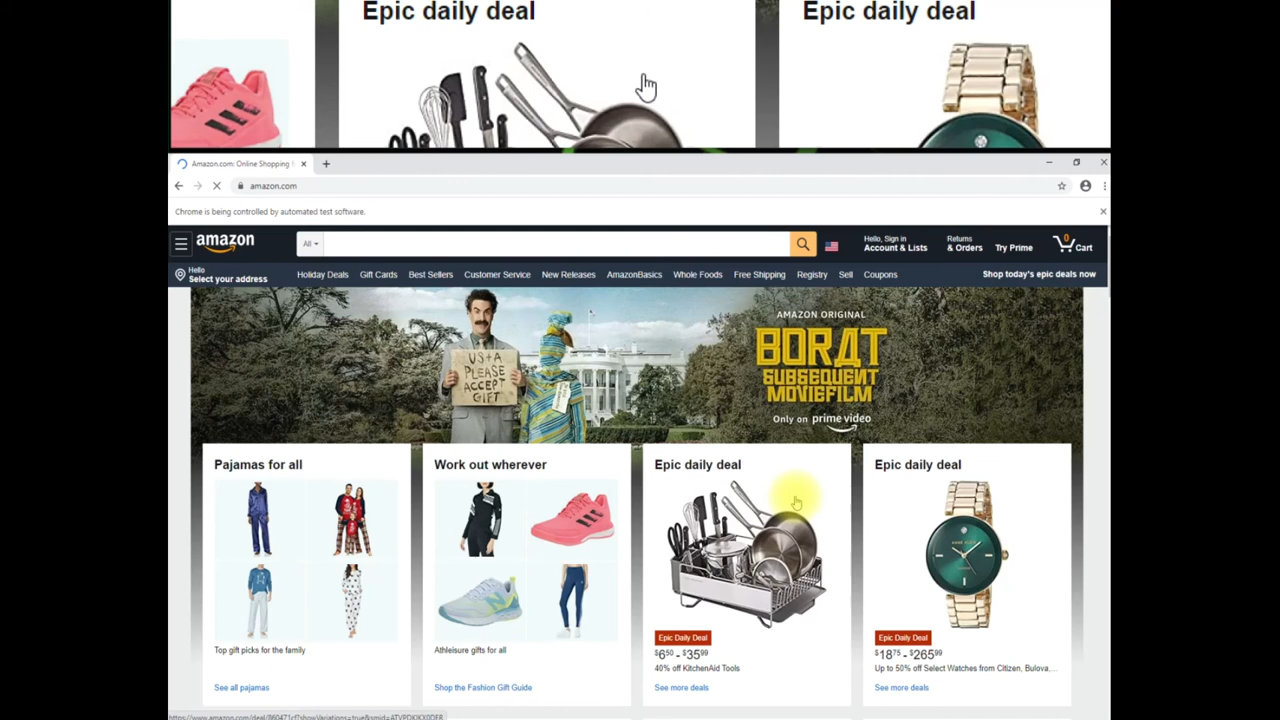 Epic daily deal
Epic daily deal
Amazon.com: Online Shopping
amazon.com
Chrome is being controlled by automated test software.
amazon
All
Hello, Sign in
Account & Lists
Returns
& Orders
Try Prime
0
Cart
Hello
Select your address
Holiday Deals
Gift Cards
Best Sellers
Customer Service
New Releases
AmazonBasics
Whole Foods
Free Shipping
Registry
Sell
Coupons
Shop today's epic deals now
US+A
PLEASE
ACCEPT
GIFT
AMAZON ORIGINAL
BORДT
SUBSEQUENT
MOVIEFILM
Only on prime video
Pajamas for all
Work out wherever
Epic daily deal
Epic daily deal
ANNE KLEIN
Top gift picks for the family
Athleisure gifts for all
Epic Daily Deal
$6.50 - $35.99
40% off KitchenAid Tools
Epic Daily Deal
$18.75 - $265.99
Up to 50% off Select Watches from Citizen, Bulova,...
See all pajamas
Shop the Fashion Gift Guide
See more deals
See more deals